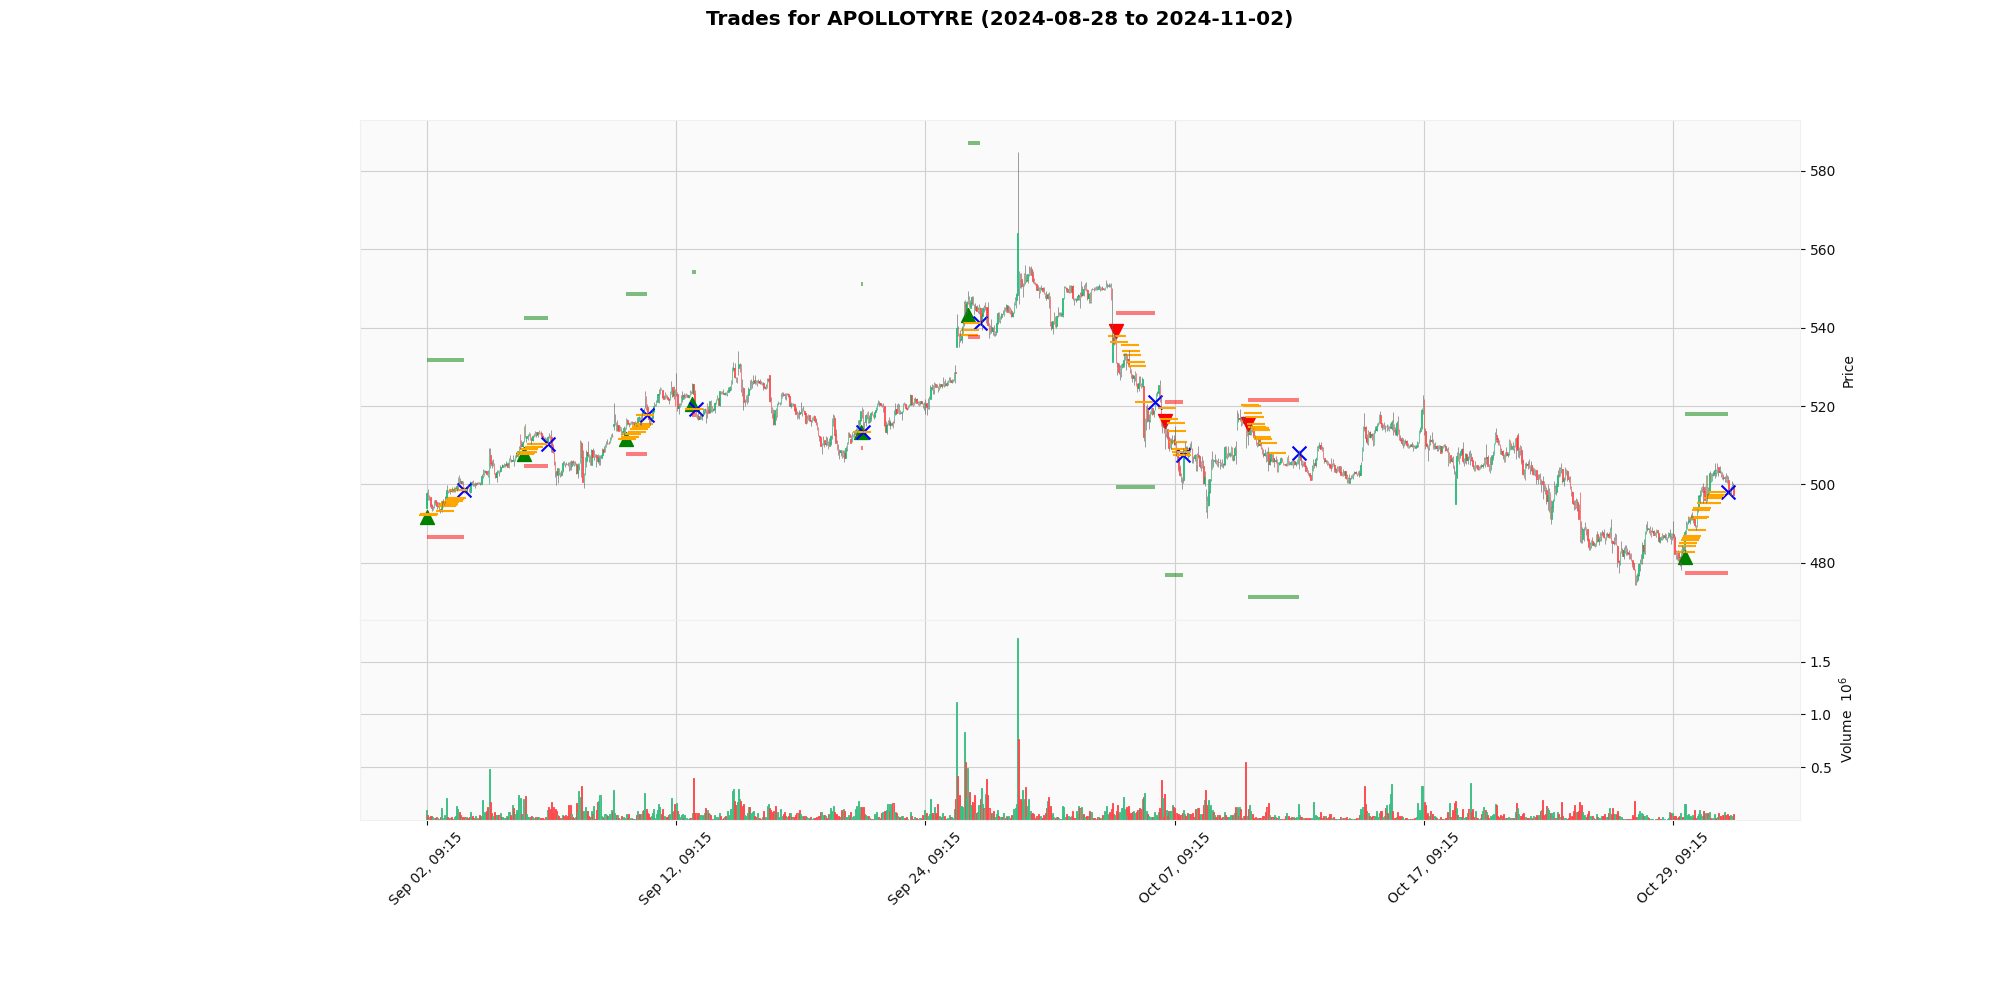 Trades for APOLLOTYRE (2024-08-28 to 2024-11-02)
580
560
540
520
500
480
Price
1.5
1.0
0.5
Volume 10^6
Sep 02, 09:15
Sep 12, 09:15
Sep 24, 09:15
Oct 07, 09:15
Oct 17, 09:15
Oct 29, 09:15